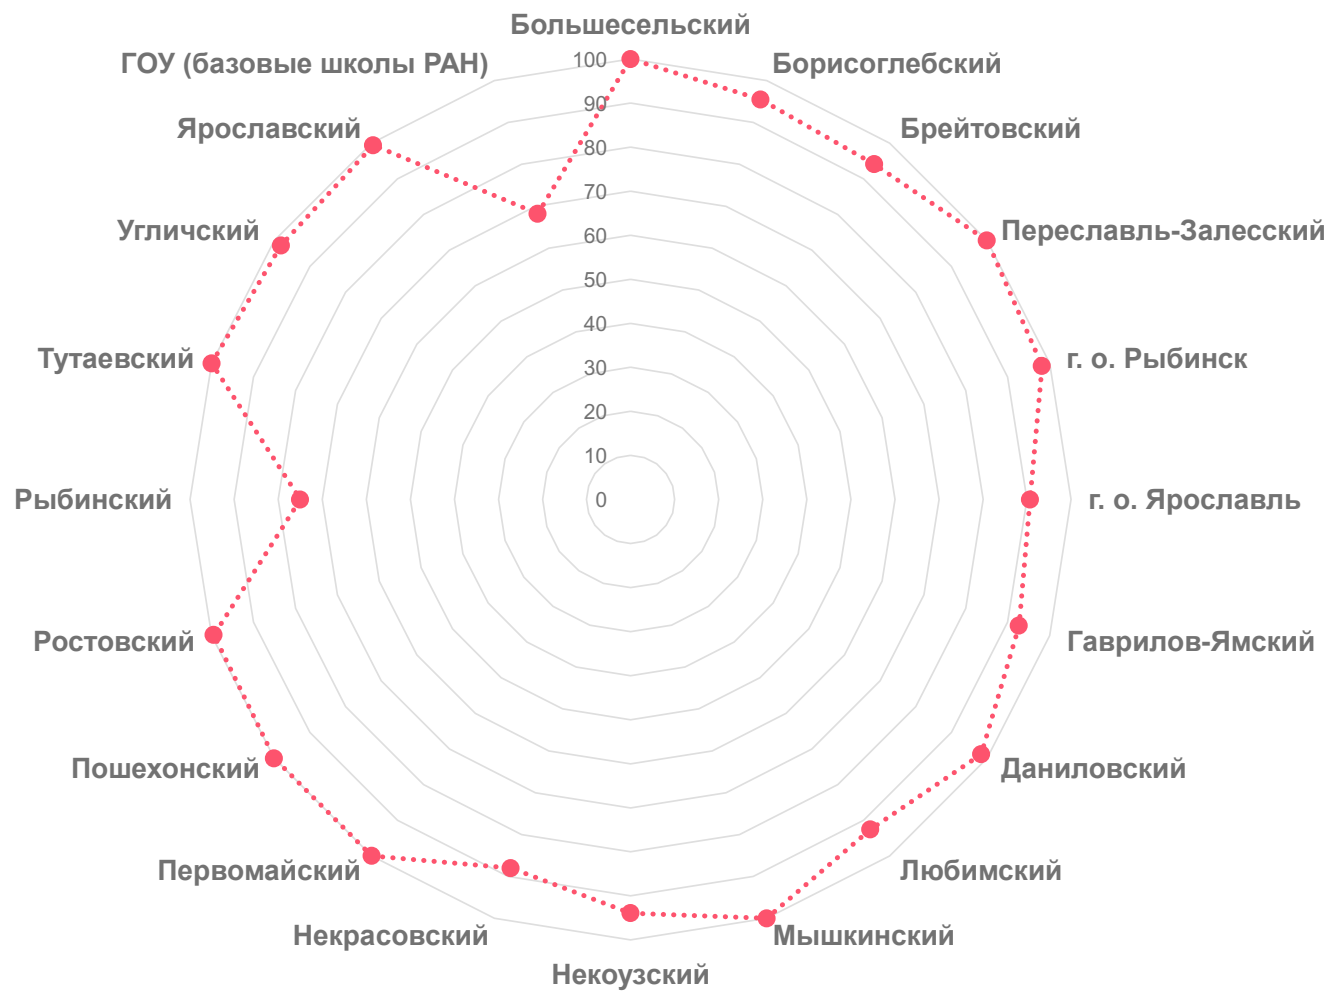 Большесельский
ГОУ (базовые школы РАН)
Борисоглебский
Ярославский
Брейтовский
Угличский
Переславль-Залесский
Тутаевский
г. о. Рыбинск
Рыбинский
г. о. Ярославль
Ростовский
Гаврилов-Ямский
Пошехонский
Даниловский
Первомайский
Любимский
Некрасовский
Мышкинский
Некоузский
100
90
80
70
60
50
40
30
20
10
0